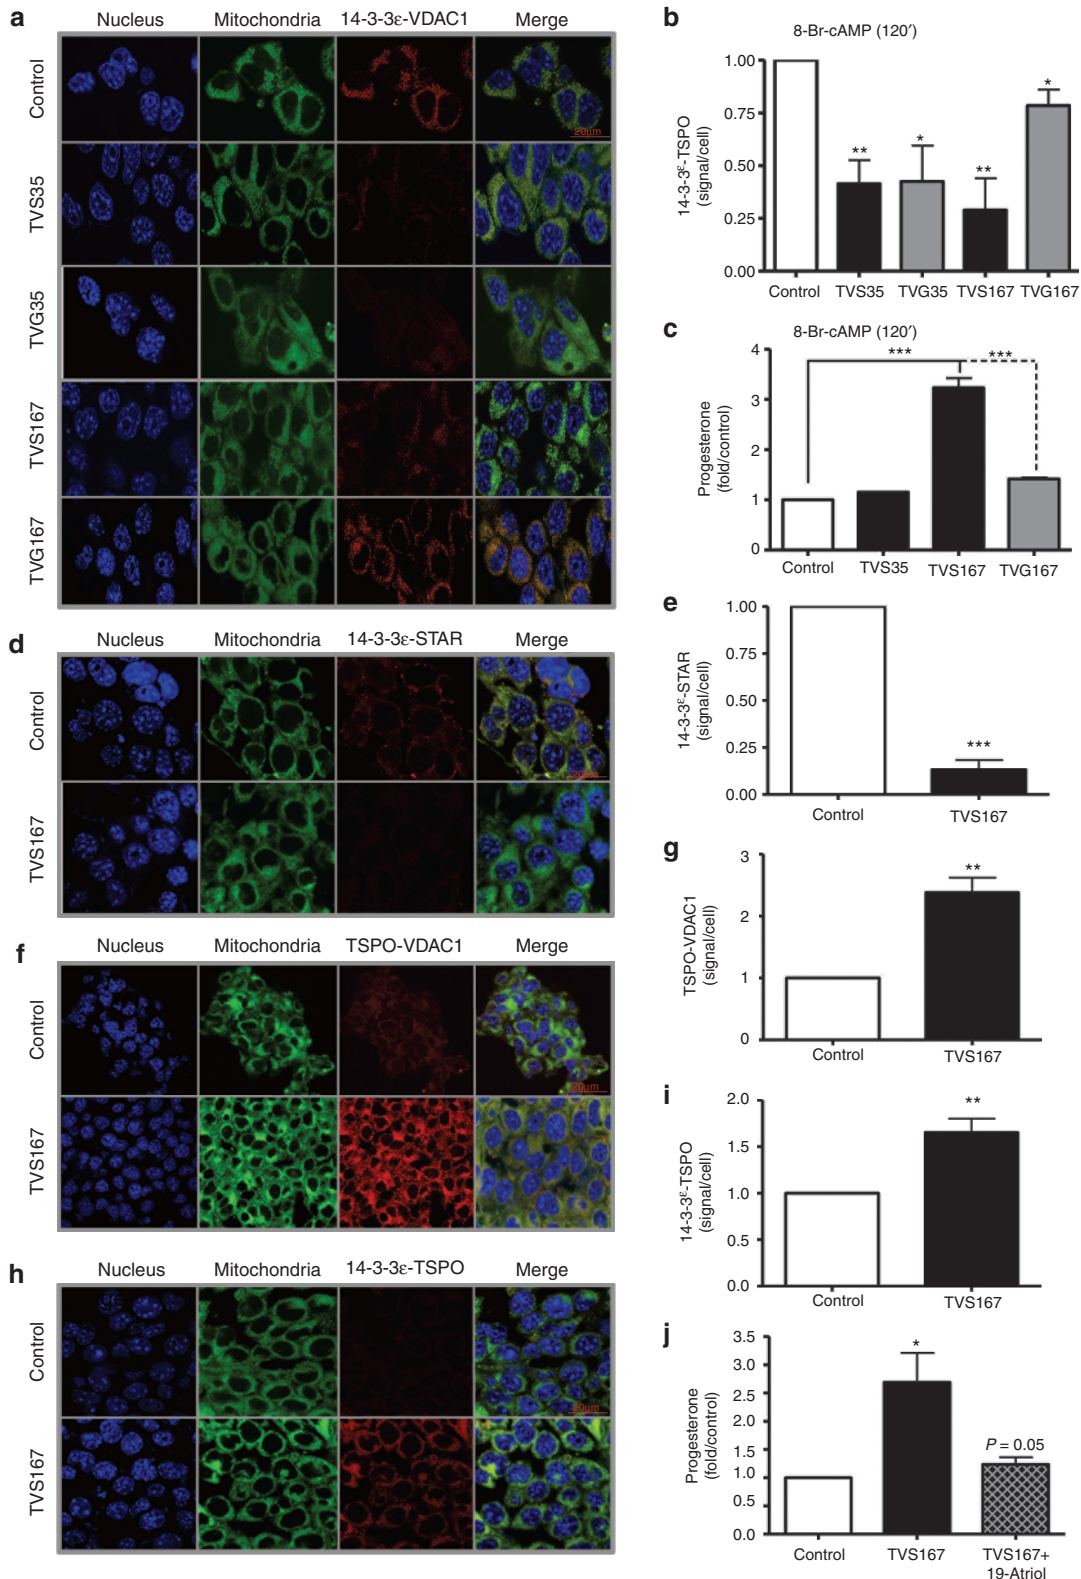 a
Nucleus Mitochondria 14-3-3ε-VDAC1 Merge
Control
20μm
TVS35
TVG35
TVS167
TVG167
b
8-Br-cAMP (120′)
14-3-3ε-TSPO
(signal/cell)
1.00
0.75
0.50
0.25
0.00
** * ** *
Control TVS35 TVG35 TVS167 TVG167
c
8-Br-cAMP (120′)
Progesterone
(fold/control)
4
3
2
1
0
*** ***
Control TVS35 TVS167 TVG167
d
Nucleus Mitochondria 14-3-3ε-STAR Merge
Control
20μm
TVS167
e
14-3-3ε-STAR
(signal/cell)
1.00
0.75
0.50
0.25
0.00
***
Control TVS167
f
Nucleus Mitochondria TSPO-VDAC1 Merge
Control
20μm
TVS167
g
TSPO-VDAC1
(signal/cell)
3
2
1
0
**
Control TVS167
h
Nucleus Mitochondria 14-3-3ε-TSPO Merge
Control
20μm
TVS167
i
14-3-3ε-TSPO
(signal/cell)
2.0
1.5
1.0
0.5
0.0
**
Control TVS167
j
Progesterone
(fold/control)
3.5
3.0
2.5
2.0
1.5
1.0
0.5
0.0
*
P = 0.05
Control TVS167 TVS167+
19-Atriol